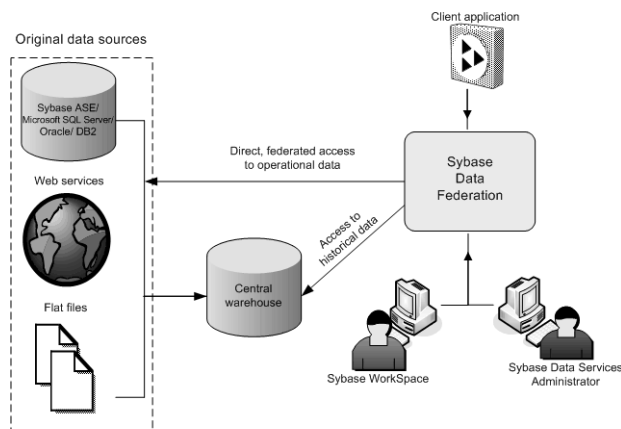 Client application
Original data sources
Sybase ASE/
Microsoft SQL Server/
Oracle/ DB2
Direct, federated access
to operational data
Sybase
Data
Federation
Web services
Access to
historical data
Central
warehouse
Flat files
Sybase WorkSpace
Sybase Data Services
Administrator